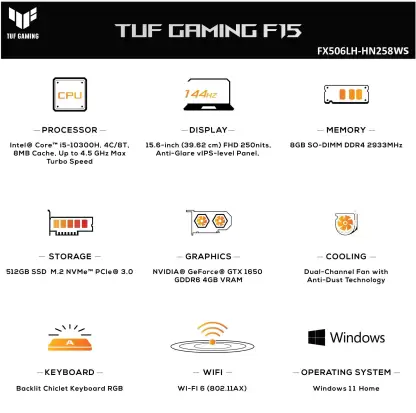 TUF GAMING
TUF GAMING F15
FX506LH-HN258WS
CPU
144HZ
PROCESSOR
Intel® Core™ i5-10300H, 4C/8T,
8MB Cache, Up to 4.5 GHz Max
Turbo Speed
DISPLAY
15.6-inch (39.62 cm) FHD 250nits,
Anti-Glare vIPS-level Panel,
MEMORY
8GB SO-DIMM DDR4 2933MHz
STORAGE
512GB SSD M.2 NVMe™ PCIe® 3.0
GRAPHICS
NVIDIA® GeForce® GTX 1650
GDDR6 4GB VRAM
COOLING
Dual-Channel Fan with
Anti-Dust Technology
A
Windows
KEYBOARD
Backlit Chiclet Keyboard RGB
WIFI
WI-FI 6 (802.11AX)
OPERATING SYSTEM
Windows 11 Home